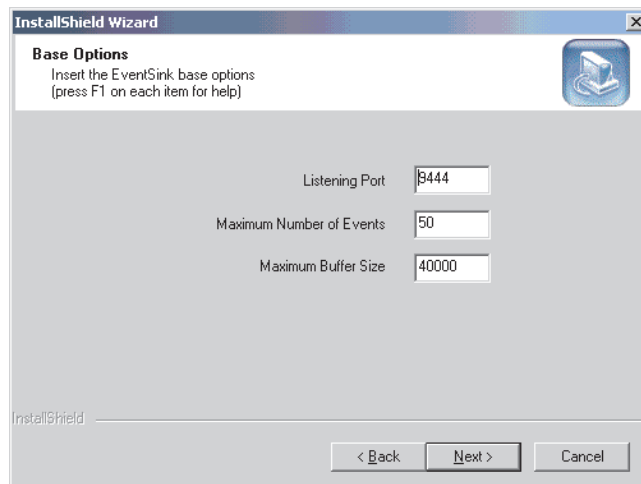 InstallShield Wizard
Base Options
Insert the EventSink base options
(press F1 on each item for help)
Listening Port 9444
Maximum Number of Events 50
Maximum Buffer Size 40000
InstallShield
< Back Next > Cancel